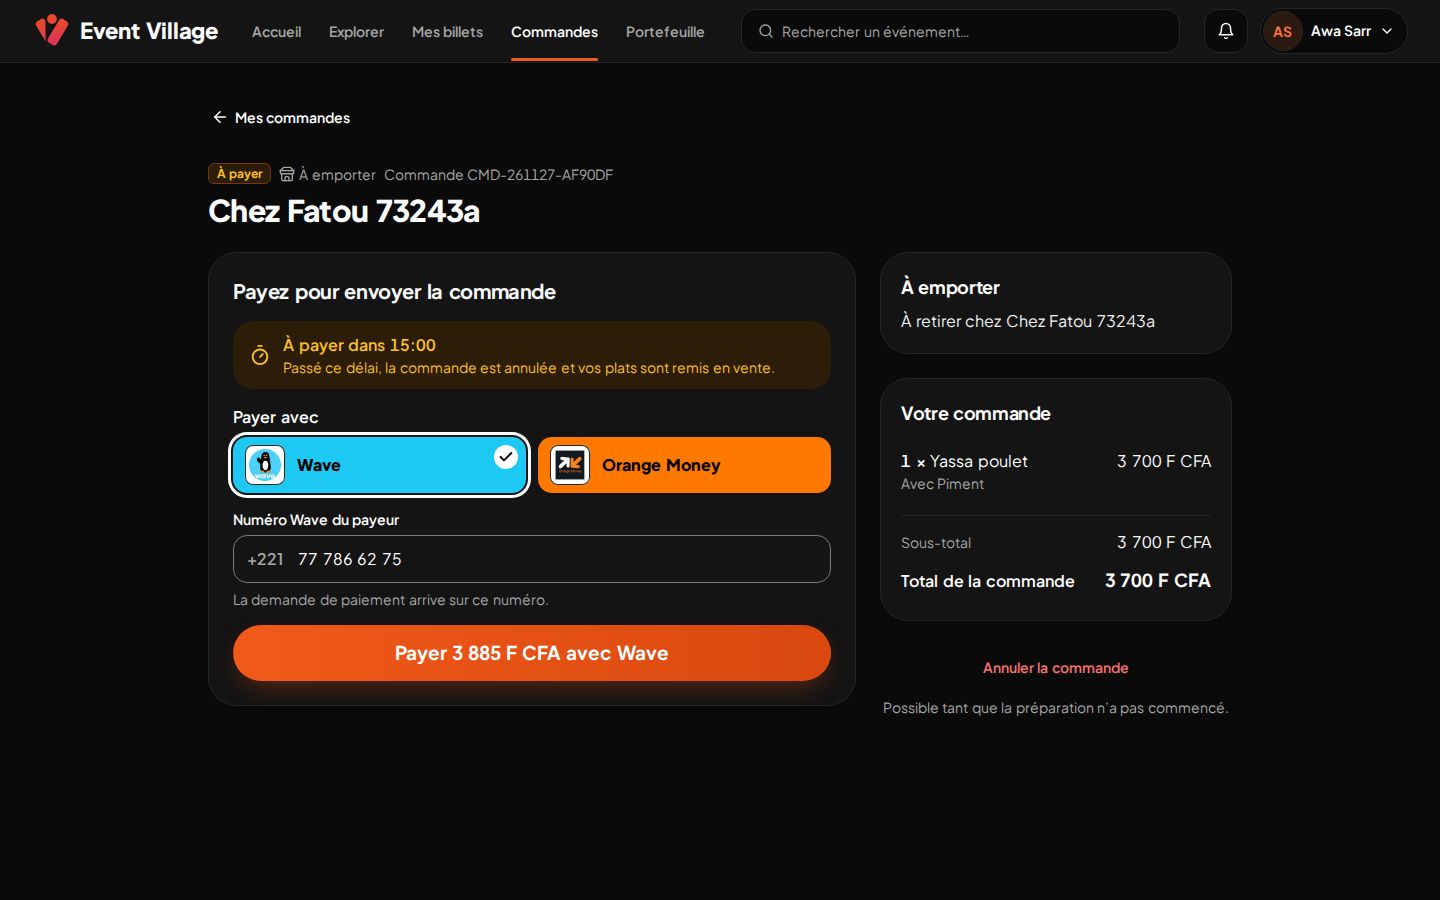 Event Village
Accueil
Explorer
Mes billets
Commandes
Portefeuille
Rechercher un événement...
AS
Awa Sarr
Mes commandes
À payer
À emporter
Commande CMD-261127-AF90DF
Chez Fatou 73243a
Payez pour envoyer la commande
À payer dans 15:00
Passé ce délai, la commande est annulée et vos plats sont remis en vente.
Payer avec
wave
Wave
Orange Money
Numéro Wave du payeur
+221 77 786 62 75
La demande de paiement arrive sur ce numéro.
Payer 3 885 F CFA avec Wave
À emporter
À retirer chez Chez Fatou 73243a
Votre commande
1 × Yassa poulet 3 700 F CFA
Avec Piment
Sous-total 3 700 F CFA
Total de la commande 3 700 F CFA
Annuler la commande
Possible tant que la préparation n'a pas commencé.